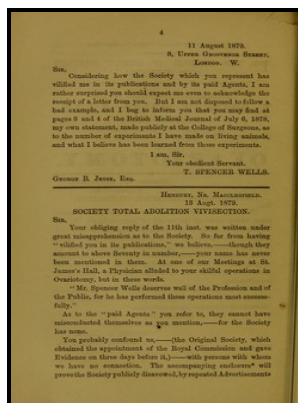 4
11 August 1879.
3, Upper Grosvenor Street,
London. W.
Sir,
Considering how the Society which you represent has
vilified me in its publications and by its paid Agents, I am
rather surprised you should expect me even to acknowledge the
receipt of a letter from you. But I am not disposed to follow a
bad example, and I beg to inform you that you may find at
pages 3 and 4 of the British Medical Journal of July 6, 1878,
my own statement, made publicly at the College of Surgeons, as
to the number of experiments I have made on living animals,
and what I believe has been learned from those experiments.
I am, Sir,
Your obedient Servant.
T. SPENCER WELLS.
George R. Jesse, Esq.
Henbury, Nr. Macclesfield.
13 Augt. 1879.
SOCIETY TOTAL ABOLITION VIVISECTION.
Sir,
Your obliging reply of the 11th inst. was written under
great misapprehension as to the Society. So far from having
"vilified you in its publications," we believe,—though they
amount to above Seventy in number,—your name has never
been mentioned in them. At one of our Meetings at St.
James's Hall, a Physician alluded to your skilful operations in
Ovariotomy, but in these words.
"Mr. Spencer Wells deserves well of the Profession and of
the Public, for he has performed these operations most success-
fully."
As to the "paid Agents" you refer to, they cannot have
misconducted themselves as you mention,—for the Society
has none.
You probably confound us,—(the Original Society, which
obtained the appointment of the Royal Commission and gave
Evidence on three days before it,)—with persons with whom
we have no connection. The accompanying enclosures will
prove the Society publicly disavowed, by repeated Advertisements